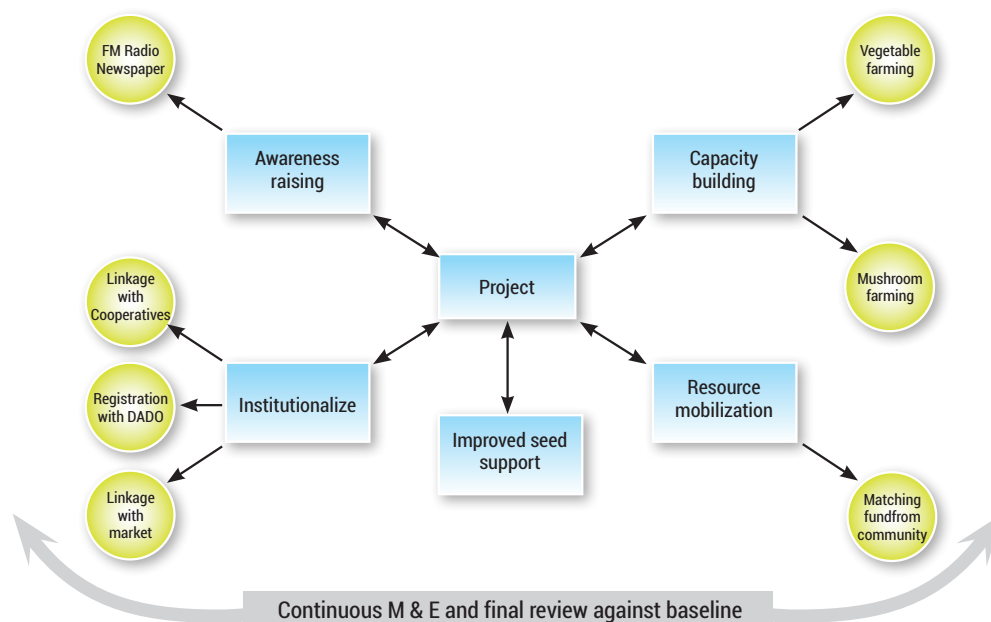 FM Radio
Newspaper
Vegetable
farming
Awareness
raising
Capacity
building
Linkage
with
Cooperatives
Project
Mushroom
farming
Registration
with DADO
Institutionalize
Resource
mobilization
Improved seed
support
Linkage
with
market
Matching
fundfrom
community
Continuous M & E and final review against baseline